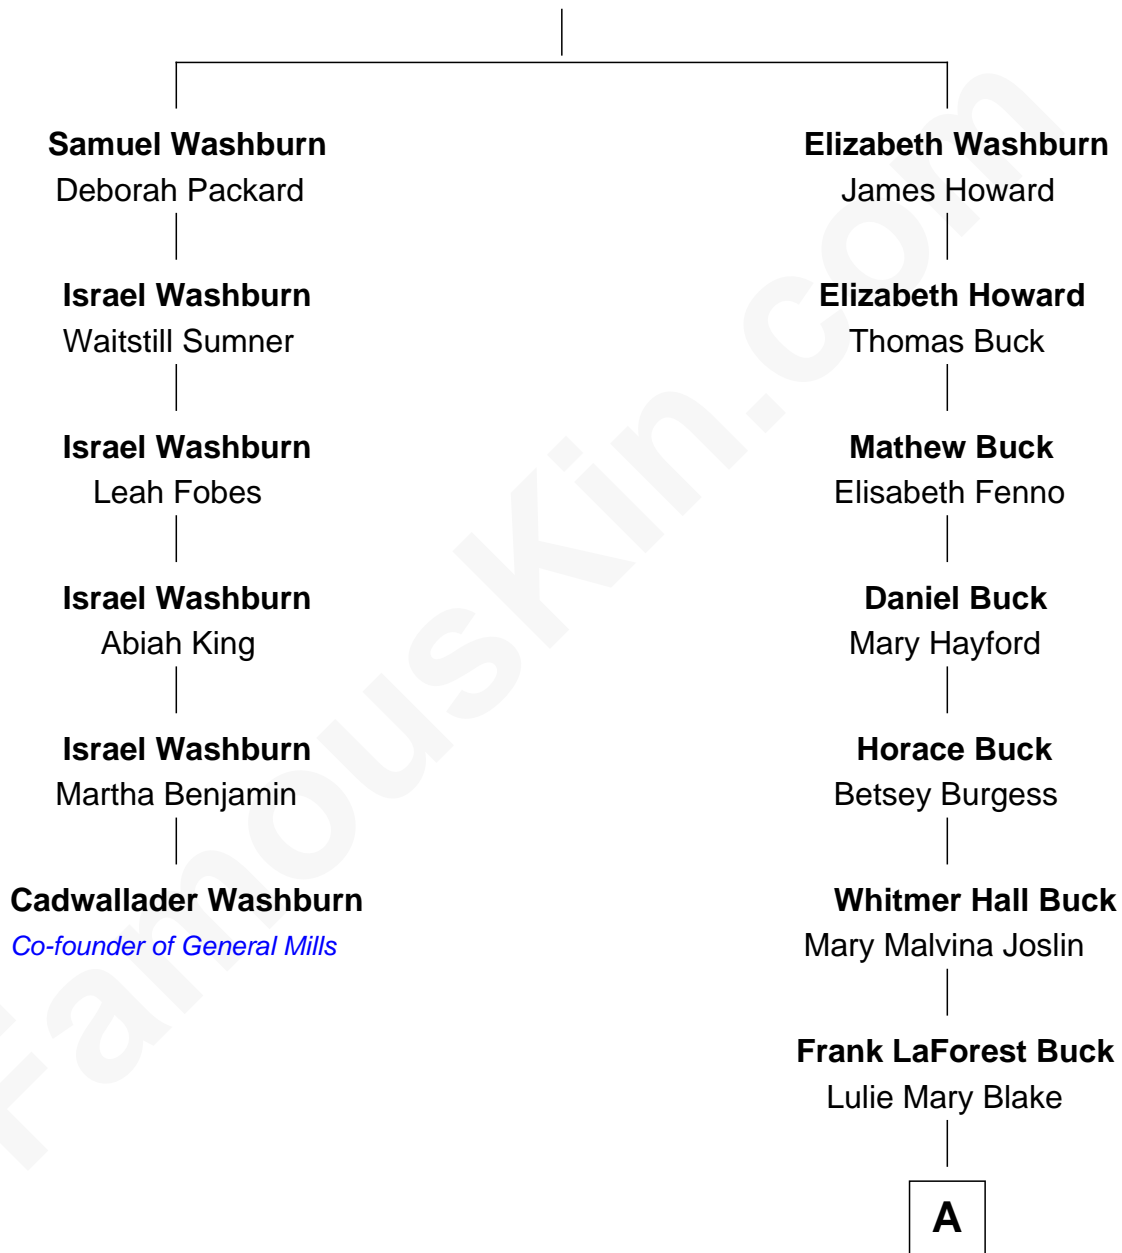 Samuel Washburn
Deborah Packard
Israel Washburn
Waitstill Sumner
Israel Washburn
Leah Fobes
Israel Washburn
Abiah King
Israel Washburn
Martha Benjamin
Cadwallader Washburn
Co-founder of General Mills
Elizabeth Washburn
James Howard
Elizabeth Howard
Thomas Buck
Mathew Buck
Elisabeth Fenno
Daniel Buck
Mary Hayford
Horace Buck
Betsey Burgess
Whitmer Hall Buck
Mary Malvina Joslin
Frank LaForest Buck
Lulie Mary Blake
A
FamousKin.com